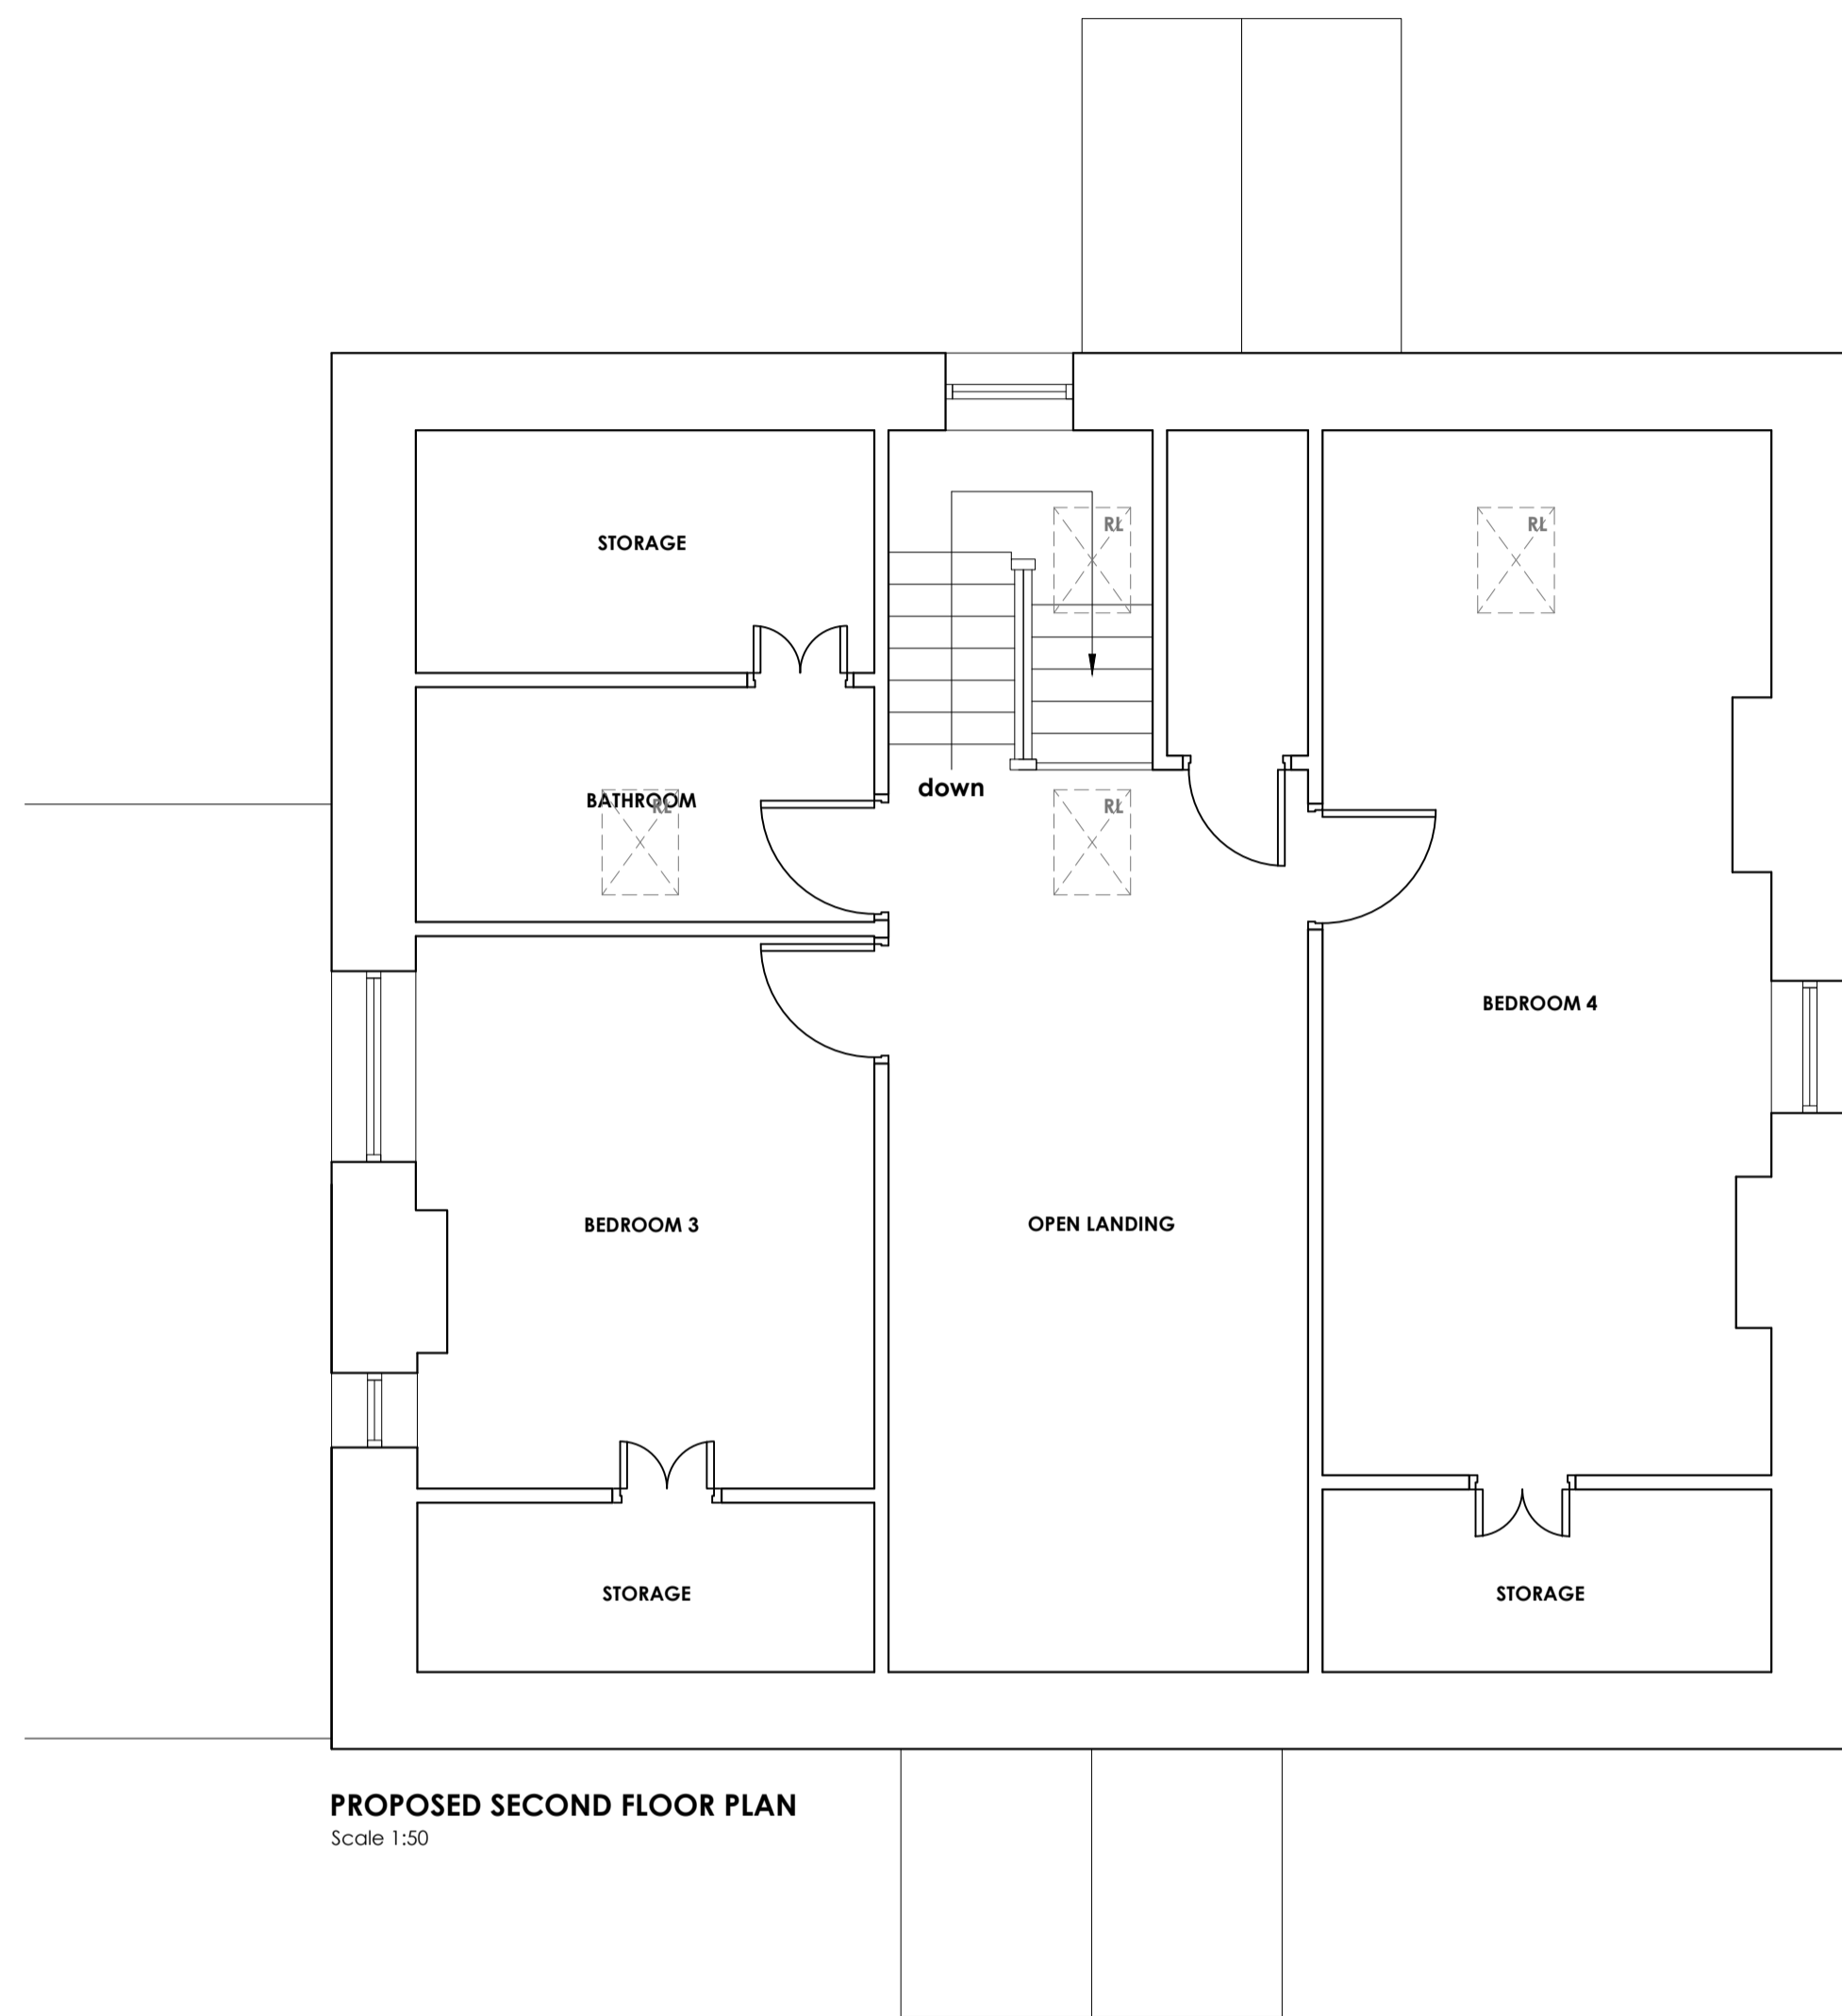 RL
RL
STORAGE
down
BATHROOM
RL
RL
BEDROOM 4
BEDROOM 3
OPEN LANDING
STORAGE
STORAGE
PROPOSED SECOND FLOOR PLAN
Scale 1:50